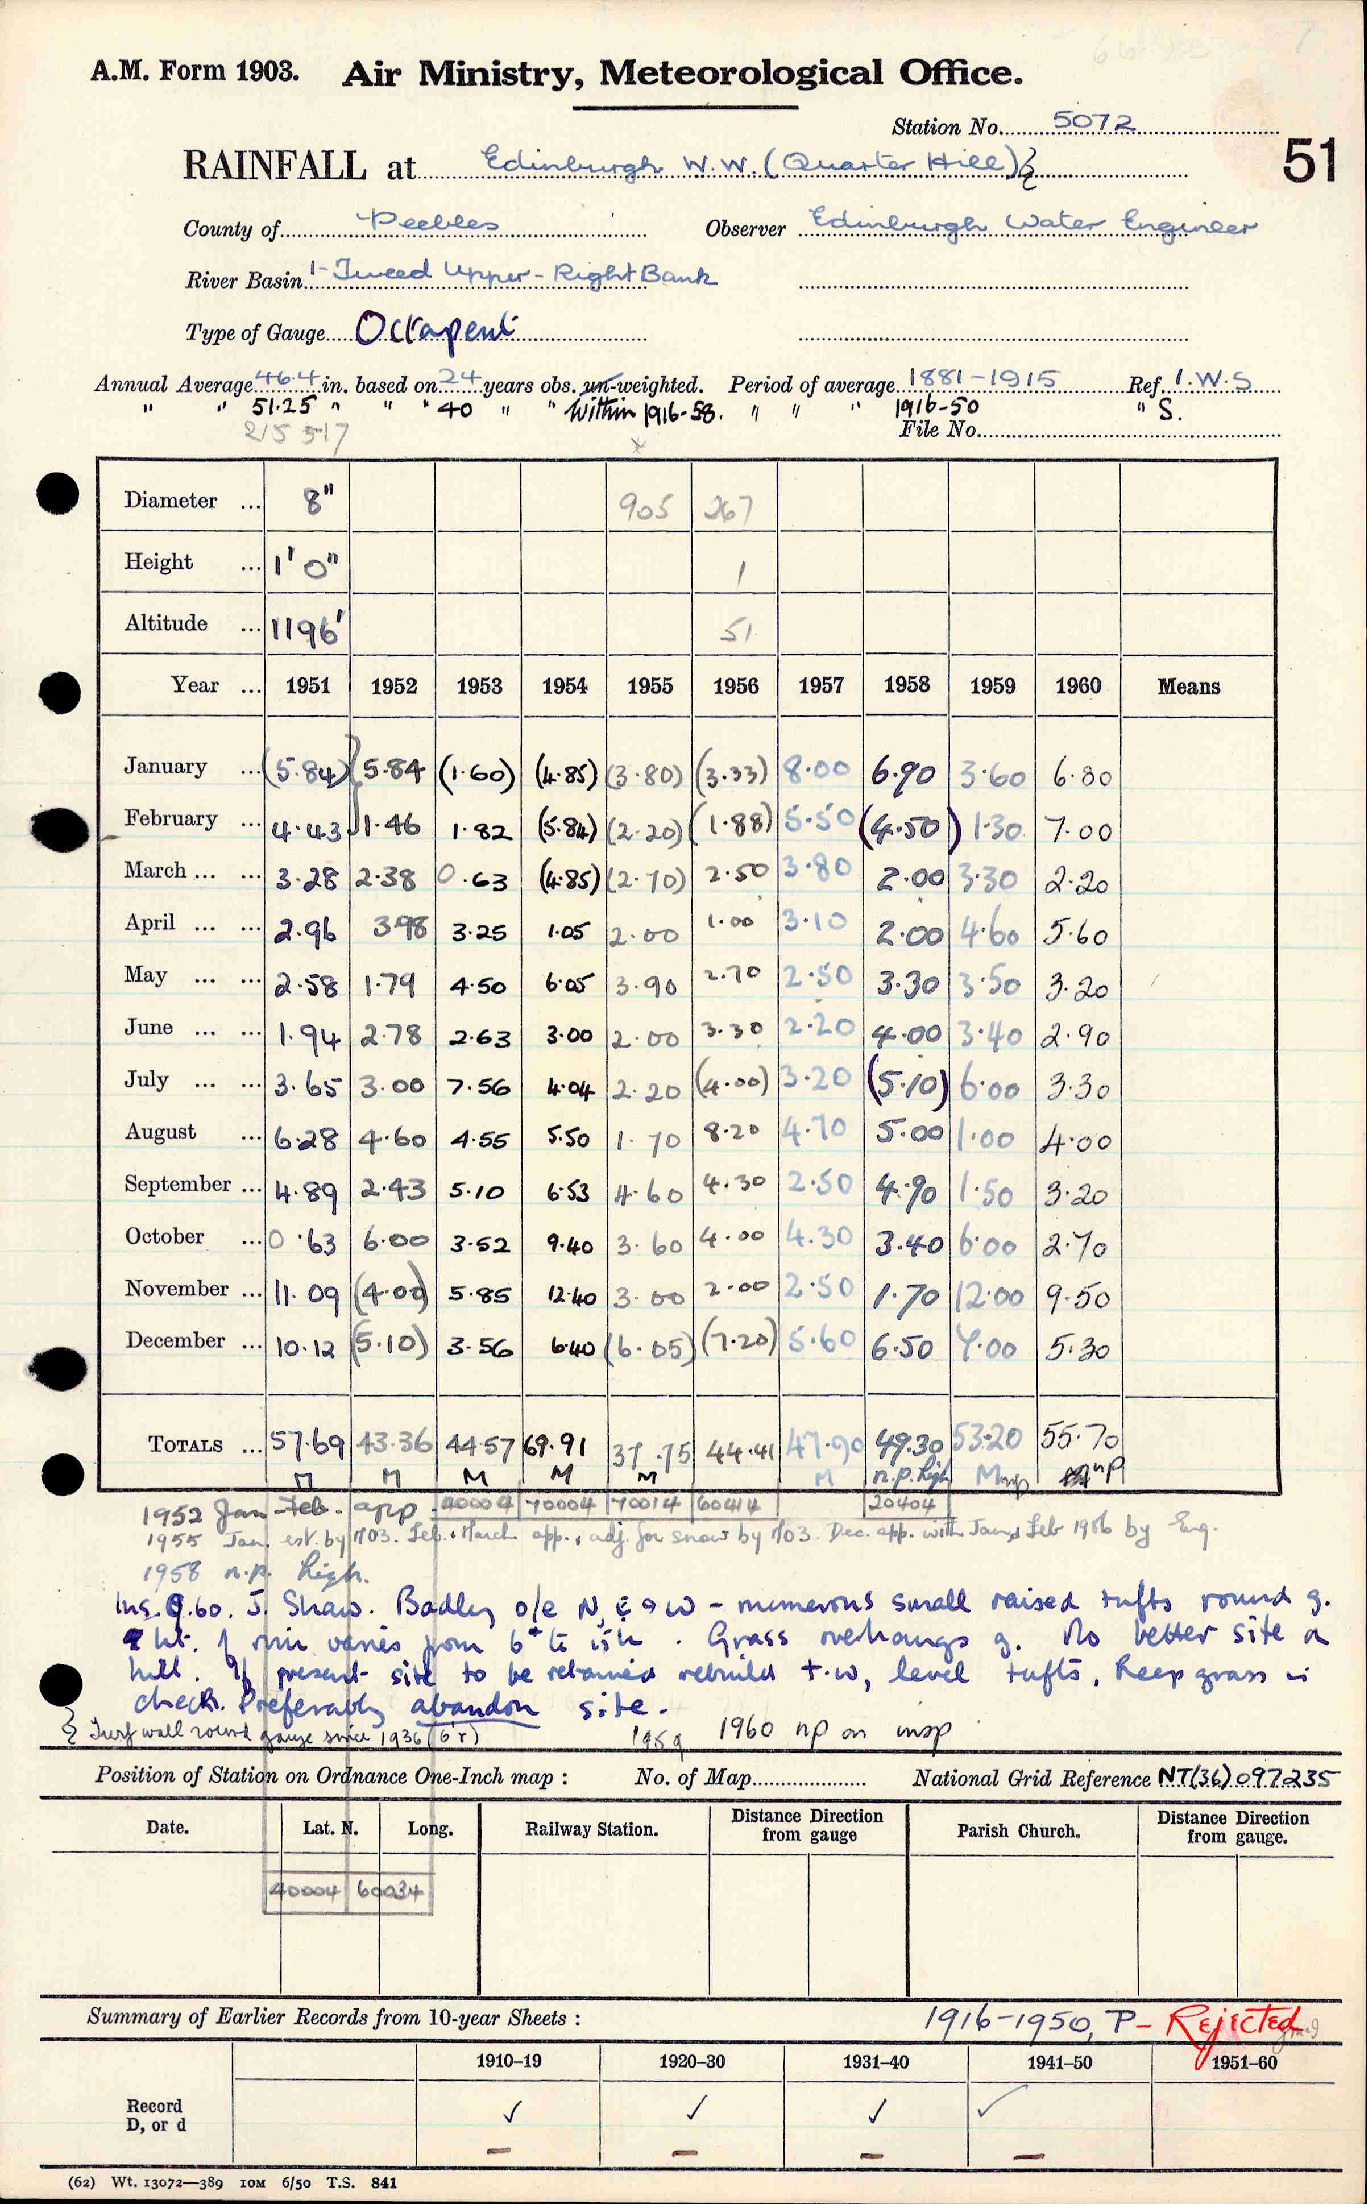 A.M. Form 1903. Air Ministry, Meteorological Office.
Station No. 5072
51
RAINFALL at Edinburgh W.W. (Quarter Hill)
County of Peebles Observer Edinburgh Water Engineer
River Basin 1-Tweed Upper - Right Bank
Type of Gauge Octapent
Annual Average 46.4 in. based on 24 years obs. un-weighted. Period of average 1881-1915 Ref. I.W.S
" " 51.25 " " " 40 " " Within 1916-58. " " " 1916-50 " S.
215 517 File No.
Diameter ... 8" 905 267
Height ... 1' 0" 1
Altitude ... 1196' 51
Year ... 1951 1952 1953 1954 1955 1956 1957 1958 1959 1960 Means
January ... (5.84) 5.84 (1.60) (4.85) (3.80) (3.33) 8.00 6.90 3.60 6.80
February ... 4.43 1.46 1.82 (5.84) (2.20) (1.88) 5.50 (4.50) 1.30 7.00
March ... ... 3.28 2.38 0.63 (4.85) (2.70) 2.50 3.80 2.00 3.30 2.20
April ... ... 2.96 3.98 3.25 1.05 2.00 1.00 3.10 2.00 4.60 5.60
May ... ... 2.58 1.79 4.50 6.05 3.90 2.70 2.50 3.30 3.50 3.20
June ... ... 1.94 2.78 2.63 3.00 2.00 3.30 2.20 4.00 3.40 2.90
July ... ... 3.65 3.00 7.56 4.04 2.20 (4.00) 3.20 (5.10) 6.00 3.30
August ... 6.28 4.60 4.55 5.50 1.70 8.20 4.70 5.00 1.00 4.00
September ... 4.89 2.43 5.10 6.53 4.60 4.30 2.50 4.90 1.50 3.20
October ... 0.63 6.00 3.52 9.40 3.60 4.00 4.30 3.40 6.00 2.70
November ... 11.09 (4.00) 5.85 12.40 3.00 2.00 2.50 1.70 12.00 9.50
December ... 10.12 (5.10) 3.56 6.40 (6.05) (7.20) 5.60 6.50 7.00 5.30
TOTALS ... 57.69 43.36 44.57 69.91 37.75 44.41 47.90 49.30 53.20 55.70
M M M M M M n.p. high M np np
1952 Jan Feb. app. 40004 70004 70014 60414 20404
1955 Jan. est. by M03. Feb. & March app. & adj. for snow by M03. Dec. app. with Jan & Feb 1956 by Eng.
1958 n.p. high.
Ins. 9.60. J. Shaw. Badly o/e N, E & W - numerous small raised tufts round g.
ht. of rim varies from 6" to . Grass overhangs g. No better site on
hill. If present site to be retained rebuild t.w, level tufts, keep grass in
check. Preferably abandon site.
Turf wall round gauge since 1936 (6'r) 1959 1960 np on insp
Position of Station on Ordnance One-Inch map : No. of Map National Grid Reference NT(36)097235
Date. Lat. N. Long. Railway Station. Distance Direction from gauge Parish Church. Distance Direction from gauge.
40004 60034
Summary of Earlier Records from 10-year Sheets : 1916-1950, P - Rejected
1910-19 1920-30 1931-40 1941-50 1951-60
Record
D, or d ✓ ✓ ✓ ✓
(62) Wt. 13072—389 IOM 6/50 T.S. 841